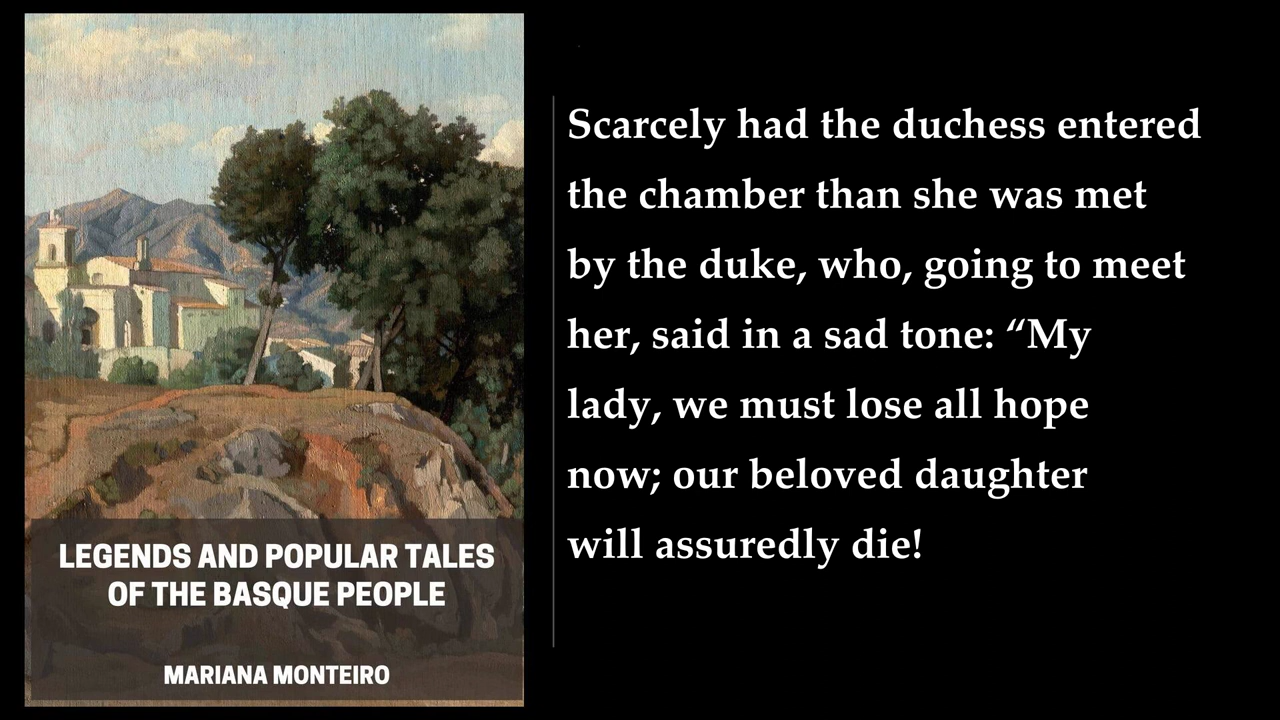 LEGENDS AND POPULAR TALES
OF THE BASQUE PEOPLE
MARIANA MONTEIRO
Scarcely had the duchess entered
the chamber than she was met
by the duke, who, going to meet
her, said in a sad tone: “My
lady, we must lose all hope
now; our beloved daughter
will assuredly die!